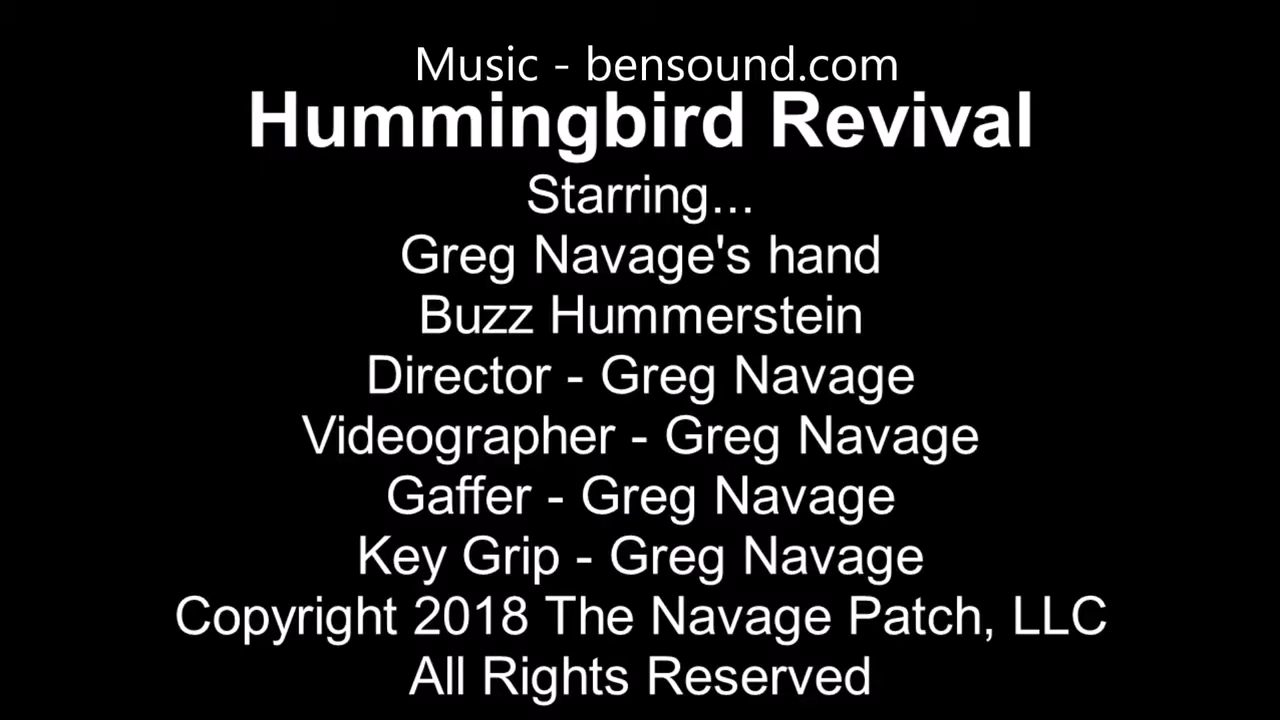 Music - bensound.com
Hummingbird Revival
Starring...
Greg Navage's hand
Buzz Hummerstein
Director - Greg Navage
Videographer - Greg Navage
Gaffer - Greg Navage
Key Grip - Greg Navage
Copyright 2018 The Navage Patch, LLC
All Rights Reserved